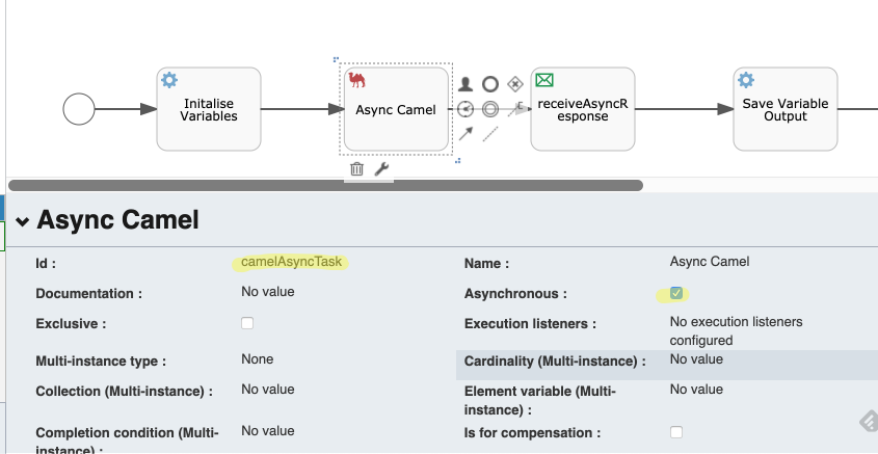 Initalise
Variables
Async Camel
receiveAsyncR
esponse
Save Variable
Output
Async Camel
Id :
camelAsyncTask
Name :
Async Camel
Documentation :
No value
Asynchronous :
Exclusive :
Execution listeners :
No execution listeners
configured
Multi-instance type :
None
Cardinality (Multi-instance) :
No value
Collection (Multi-instance) :
No value
Element variable (Multi-
instance) :
No value
Completion condition (Multi-
instance) :
No value
Is for compensation :